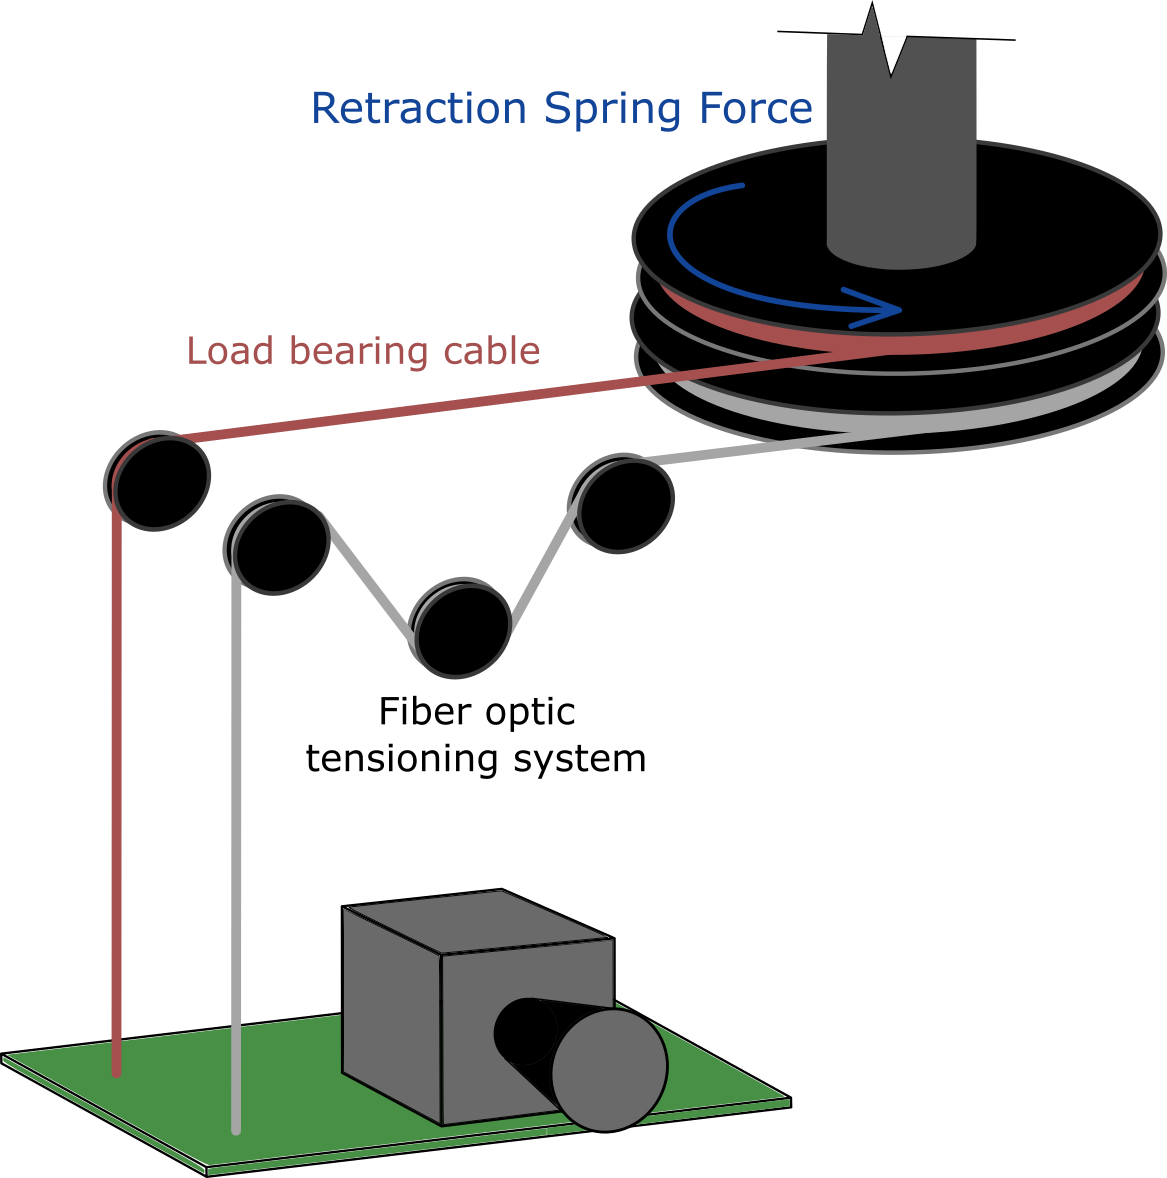 Retraction Spring Force
Load bearing cable
Fiber optic
tensioning system